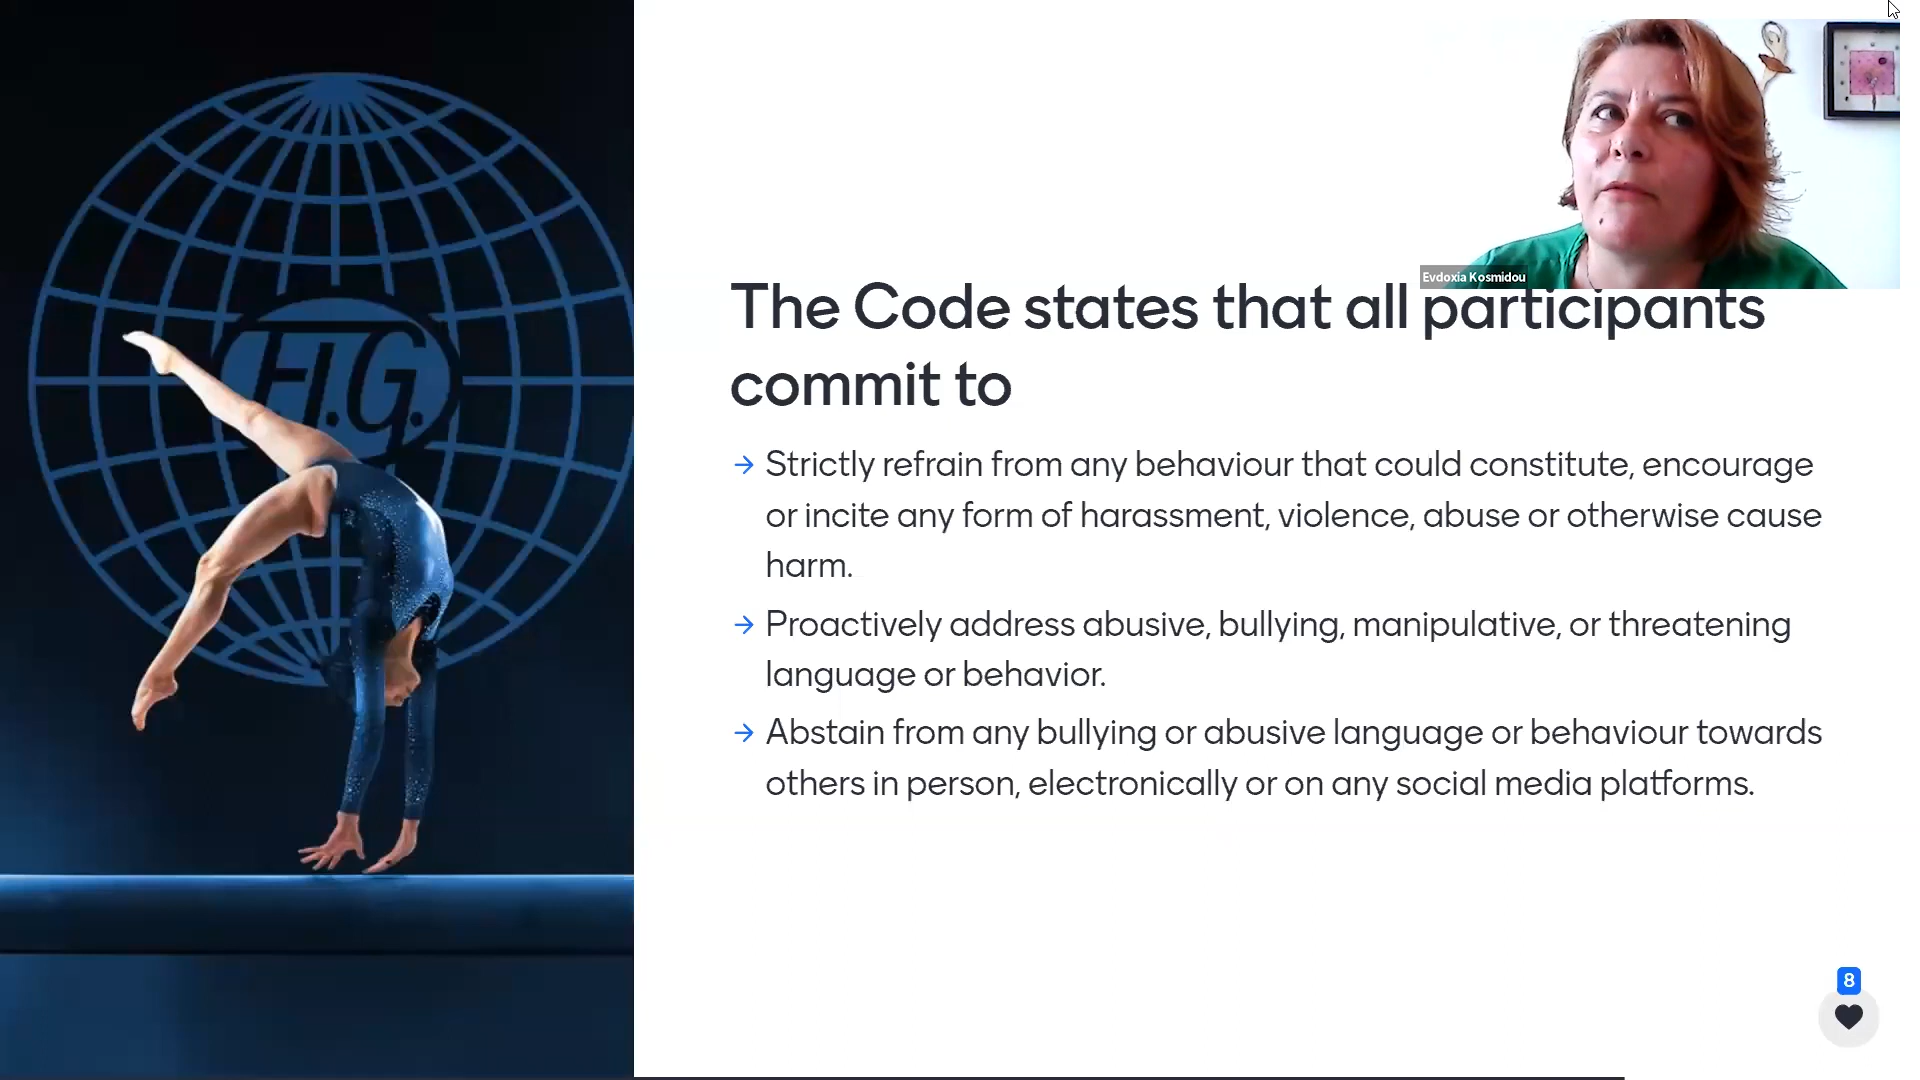 F.I.G.
Evdoxia Kosmidou
The Code states that all participants
commit to
→ Strictly refrain from any behaviour that could constitute, encourage
or incite any form of harassment, violence, abuse or otherwise cause
harm.
→ Proactively address abusive, bullying, manipulative, or threatening
language or behavior.
→ Abstain from any bullying or abusive language or behaviour towards
others in person, electronically or on any social media platforms.
8